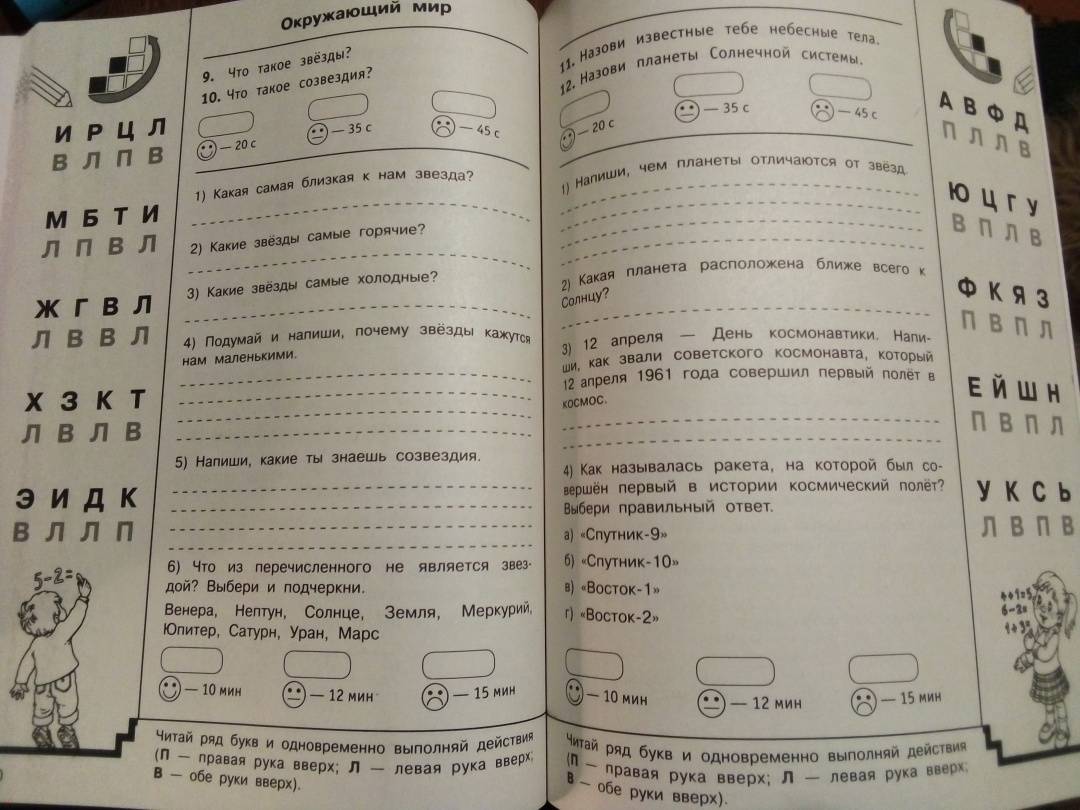 Окружающий мир
И Р Ц Л
В Л П В
М Б Т И
Л П В Л
Ж Г В Л
Л В В Л
Х З К Т
Л В Л В
Э И Д К
В Л Л П
5-2=
9. Что такое звёзды?
10. Что такое созвездия?
— 20 с
— 35 с
— 45 с
1) Какая самая близкая к нам звезда?
2) Какие звёзды самые горячие?
3) Какие звёзды самые холодные?
4) Подумай и напиши, почему звёзды кажутся
нам маленькими.
5) Напиши, какие ты знаешь созвездия.
6) Что из перечисленного не является звез-
дой? Выбери и подчеркни.
Венера, Нептун, Солнце, Земля, Меркурий,
Юпитер, Сатурн, Уран, Марс
— 10 мин
— 12 мин
— 15 мин
Читай ряд букв и одновременно выполняй действия
(П — правая рука вверх; Л — левая рука вверх;
В — обе руки вверх).
11. Назови известные тебе небесные тела.
12. Назови планеты Солнечной системы.
— 20 с
— 35 с
— 45 с
1) Напиши, чем планеты отличаются от звёзд.
2) Какая планета расположена ближе всего к
Солнцу?
3) 12 апреля — День космонавтики. Напи-
ши, как звали советского космонавта, который
12 апреля 1961 года совершил первый полёт в
космос.
4) Как называлась ракета, на которой был со-
вершён первый в истории космический полёт?
Выбери правильный ответ.
а) «Спутник-9»
б) «Спутник-10»
в) «Восток-1»
г) «Восток-2»
— 10 мин
— 12 мин
— 15 мин
Читай ряд букв и одновременно выполняй действия
(П — правая рука вверх; Л — левая рука вверх;
В — обе руки вверх).
А В Ф Д
П Л Л В
Ю Ц Г У
В П Л В
Ф К Я З
П В П Л
Е Й Ш Н
П В П Л
У К С Ь
Л В П В